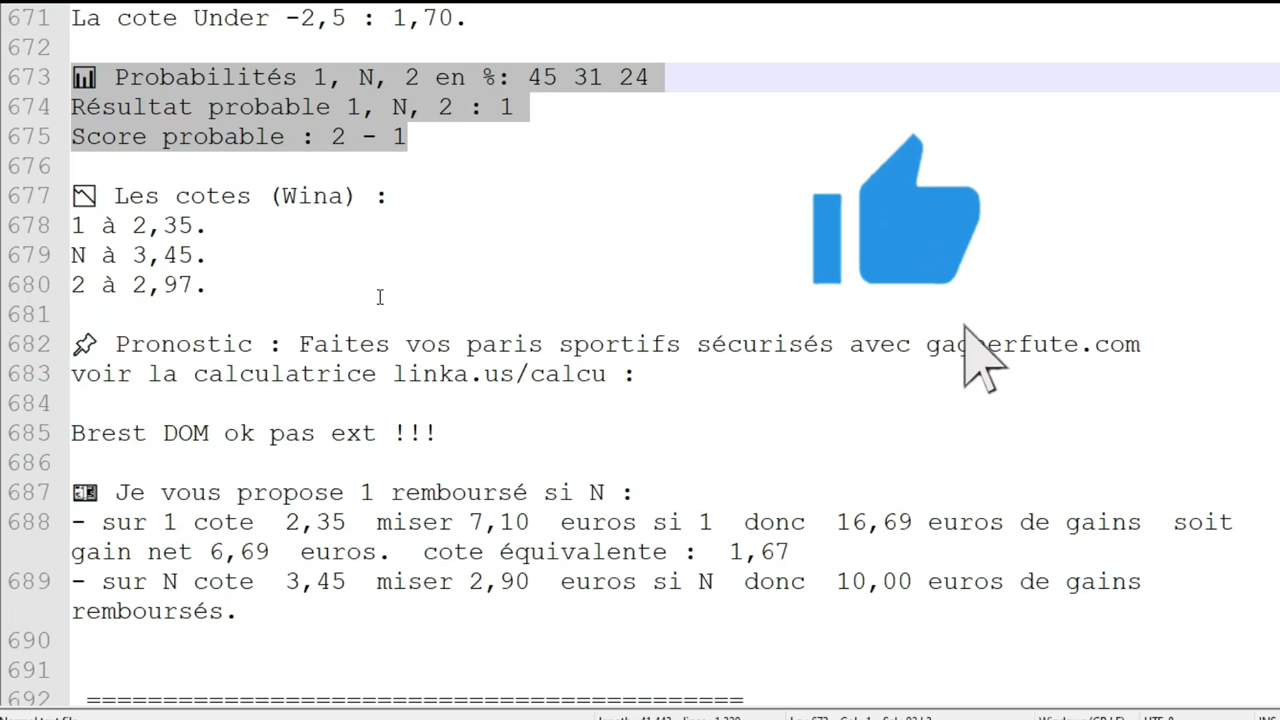 671 La cote Under -2,5 : 1,70.
672
673 Probabilités 1, N, 2 en %: 45 31 24
674 Résultat probable 1, N, 2 : 1
675 Score probable : 2 - 1
676
677 Les cotes (Wina) :
678 1 à 2,35.
679 N à 3,45.
680 2 à 2,97.
681
682 Pronostic : Faites vos paris sportifs sécurisés avec
683 voir la calculatrice linka.us/calcu :
684
685 Brest DOM ok pas ext !!!
686
687 Je vous propose 1 remboursé si N :
688 - sur 1 cote 2,35 miser 7,10 euros si 1 donc 16,69 euros de gains soit
gain net 6,69 euros. cote équivalente : 1,67
689 - sur N cote 3,45 miser 2,90 euros si N donc 10,00 euros de gains
remboursés.
690
691
692 ===========================================